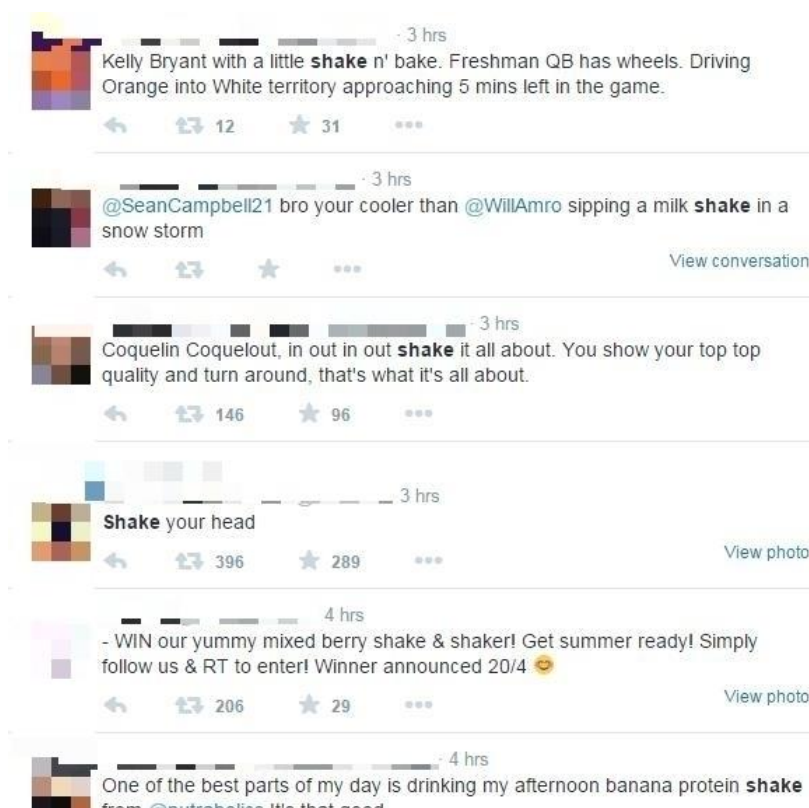 · 3 hrs
Kelly Bryant with a little shake n' bake. Freshman QB has wheels. Driving
Orange into White territory approaching 5 mins left in the game.
12 31
· 3 hrs
@SeanCampbell21 bro your cooler than @WillAmro sipping a milk shake in a
snow storm
View conversation
· 3 hrs
Coquelin Coquelout, in out in out shake it all about. You show your top top
quality and turn around, that's what it's all about.
146 96
3 hrs
Shake your head
396 289 View photo
4 hrs
- WIN our yummy mixed berry shake & shaker! Get summer ready! Simply
follow us & RT to enter! Winner announced 20/4 😊
206 29 View photo
· 4 hrs
One of the best parts of my day is drinking my afternoon banana protein shake